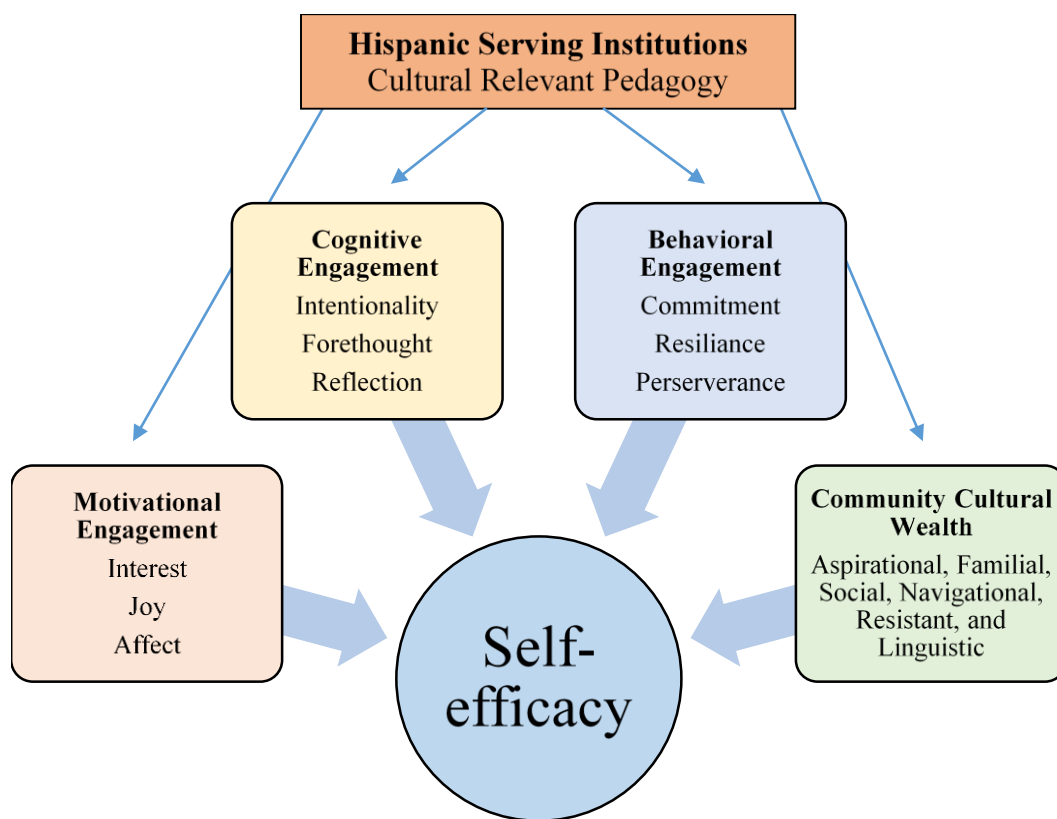 Hispanic Serving Institutions
Cultural Relevant Pedagogy
Cognitive
Engagement
Intentionality
Forethought
Reflection
Behavioral
Engagement
Commitment
Resiliance
Perserverance
Motivational
Engagement
Interest
Joy
Affect
Community Cultural
Wealth
Aspirational, Familial,
Social, Navigational,
Resistant, and
Linguistic
Self-
efficacy